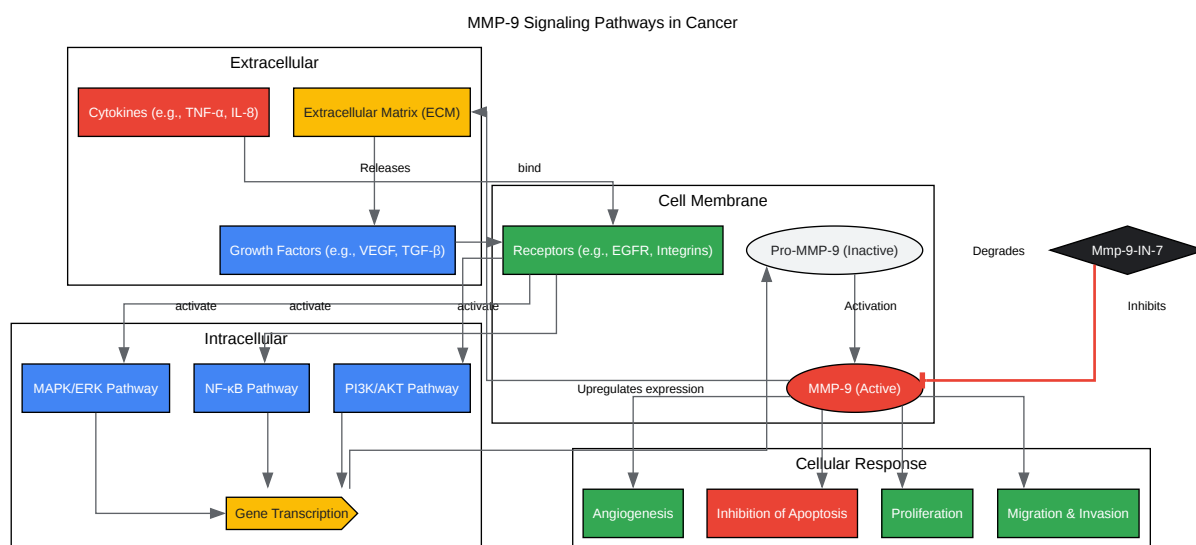 MMP-9 Signaling Pathways in Cancer
Extracellular
Cytokines (e.g., TNF-α, IL-8)
Extracellular Matrix (ECM)
Releases
bind
Cell Membrane
Growth Factors (e.g., VEGF, TGF-β)
Receptors (e.g., EGFR, Integrins)
Pro-MMP-9 (Inactive)
Degrades
Mmp-9-IN-7
activate
activate
activate
Activation
Inhibits
Intracellular
MAPK/ERK Pathway
NF-κB Pathway
PI3K/AKT Pathway
Upregulates expression
MMP-9 (Active)
Cellular Response
Gene Transcription
Angiogenesis
Inhibition of Apoptosis
Proliferation
Migration & Invasion